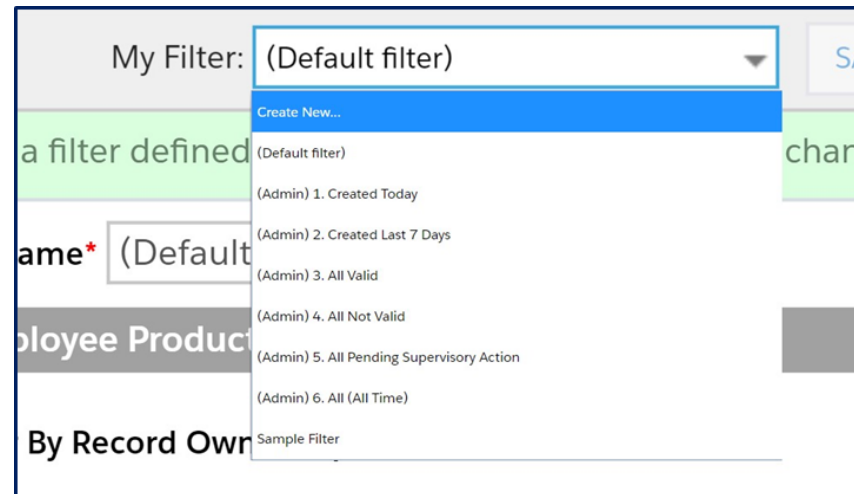 My Filter: (Default filter) SA
Create New...
a filter defined chan
(Default filter)
(Admin) 1. Created Today
(Admin) 2. Created Last 7 Days
ame* (Default
(Admin) 3. All Valid
(Admin) 4. All Not Valid
ployee Product
(Admin) 5. All Pending Supervisory Action
(Admin) 6. All (All Time)
By Record Own
Sample Filter